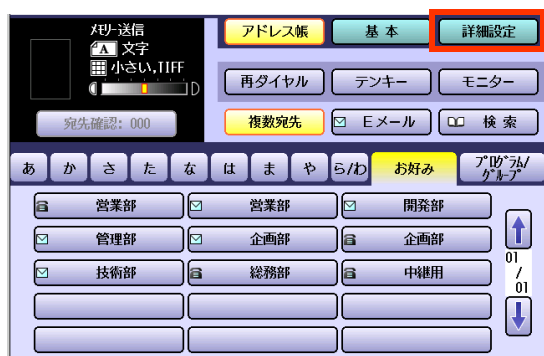 ﾒﾓﾘｰ送信
A 文字
小さい,TIFF
D
宛先確認: 000
アドレス帳 基本 詳細設定
再ダイヤル テンキー モニター
複数宛先 Eメール 検索
あ か さ た な は ま や ら/わ お好み ﾌﾟﾛｸﾞﾗﾑ/
ｸﾞﾙｰﾌﾟ
営業部 営業部 開発部
管理部 企画部 企画部
技術部 総務部 中継用
01
/
01